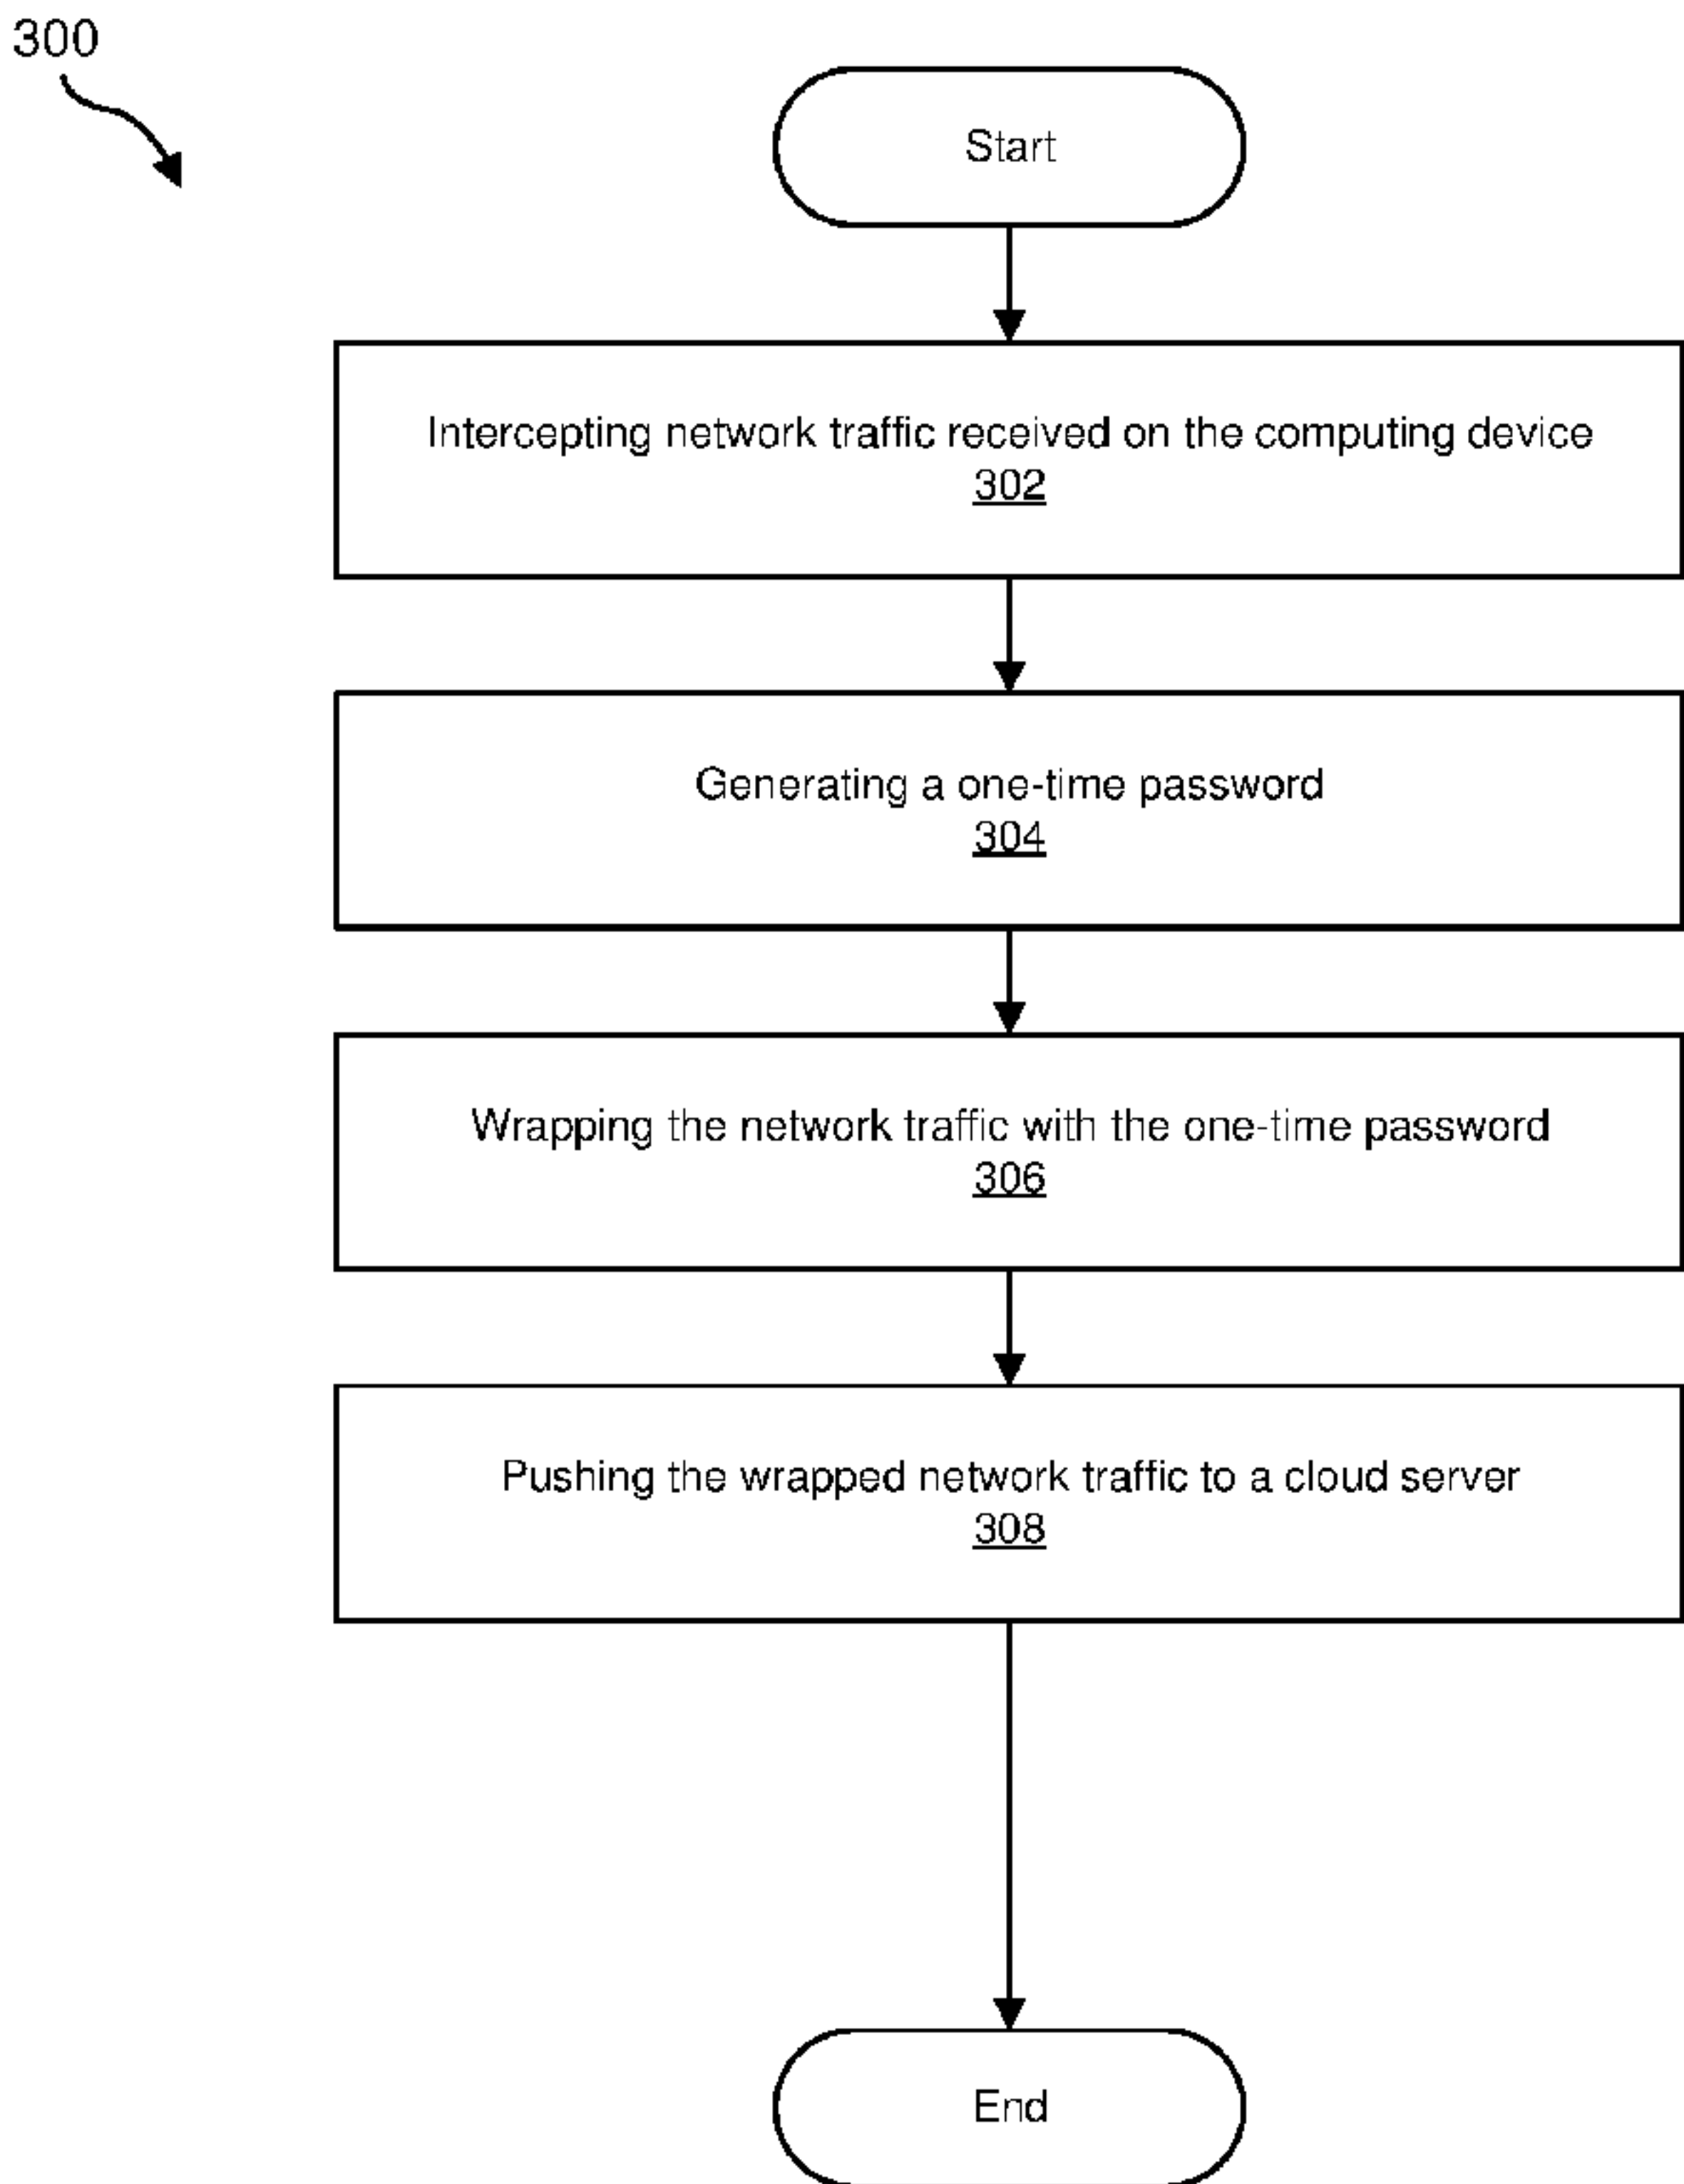 300
Start
Intercepting network traffic received on the computing device
302
Generating a one-time password
304
Wrapping the network traffic with the one-time password
306
Pushing the wrapped network traffic to a cloud server
308
End